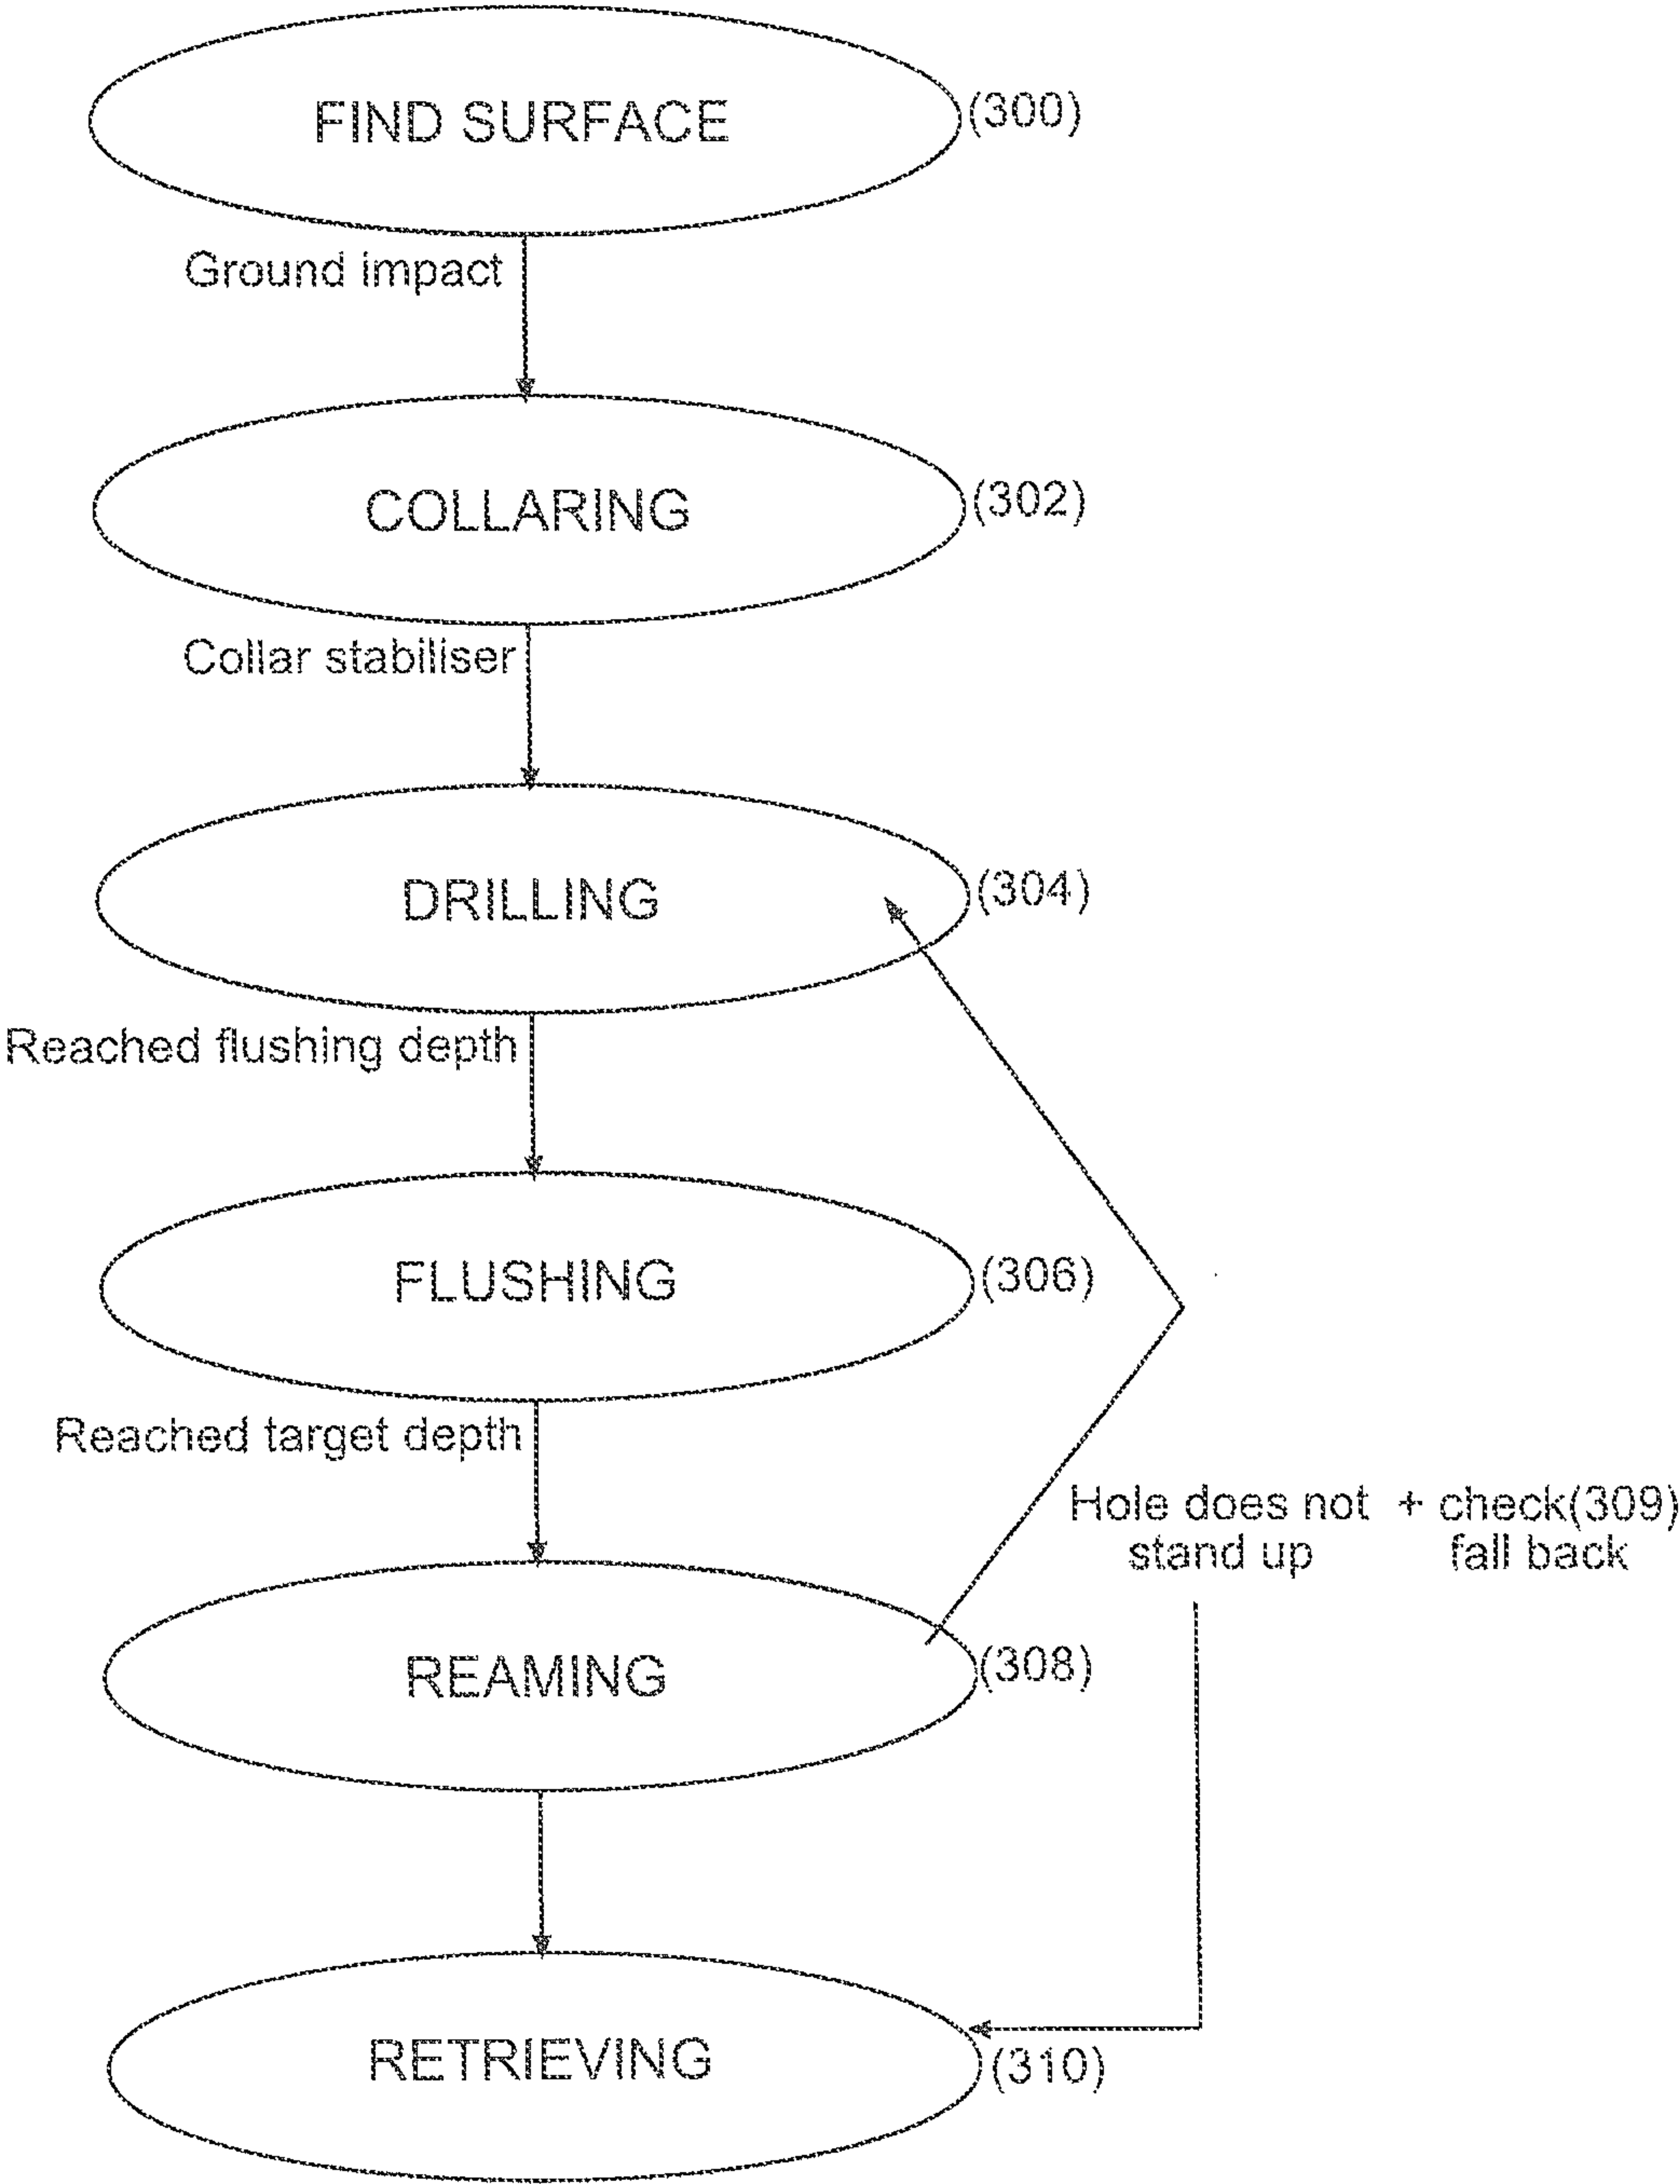 FIND SURFACE (300)
Ground impact
COLLARING (302)
Collar stabiliser
DRILLING (304)
Reached flushing depth
FLUSHING (306)
Reached target depth
Hole does not + check(309)
stand up fall back
REAMING (308)
RETRIEVING (310)